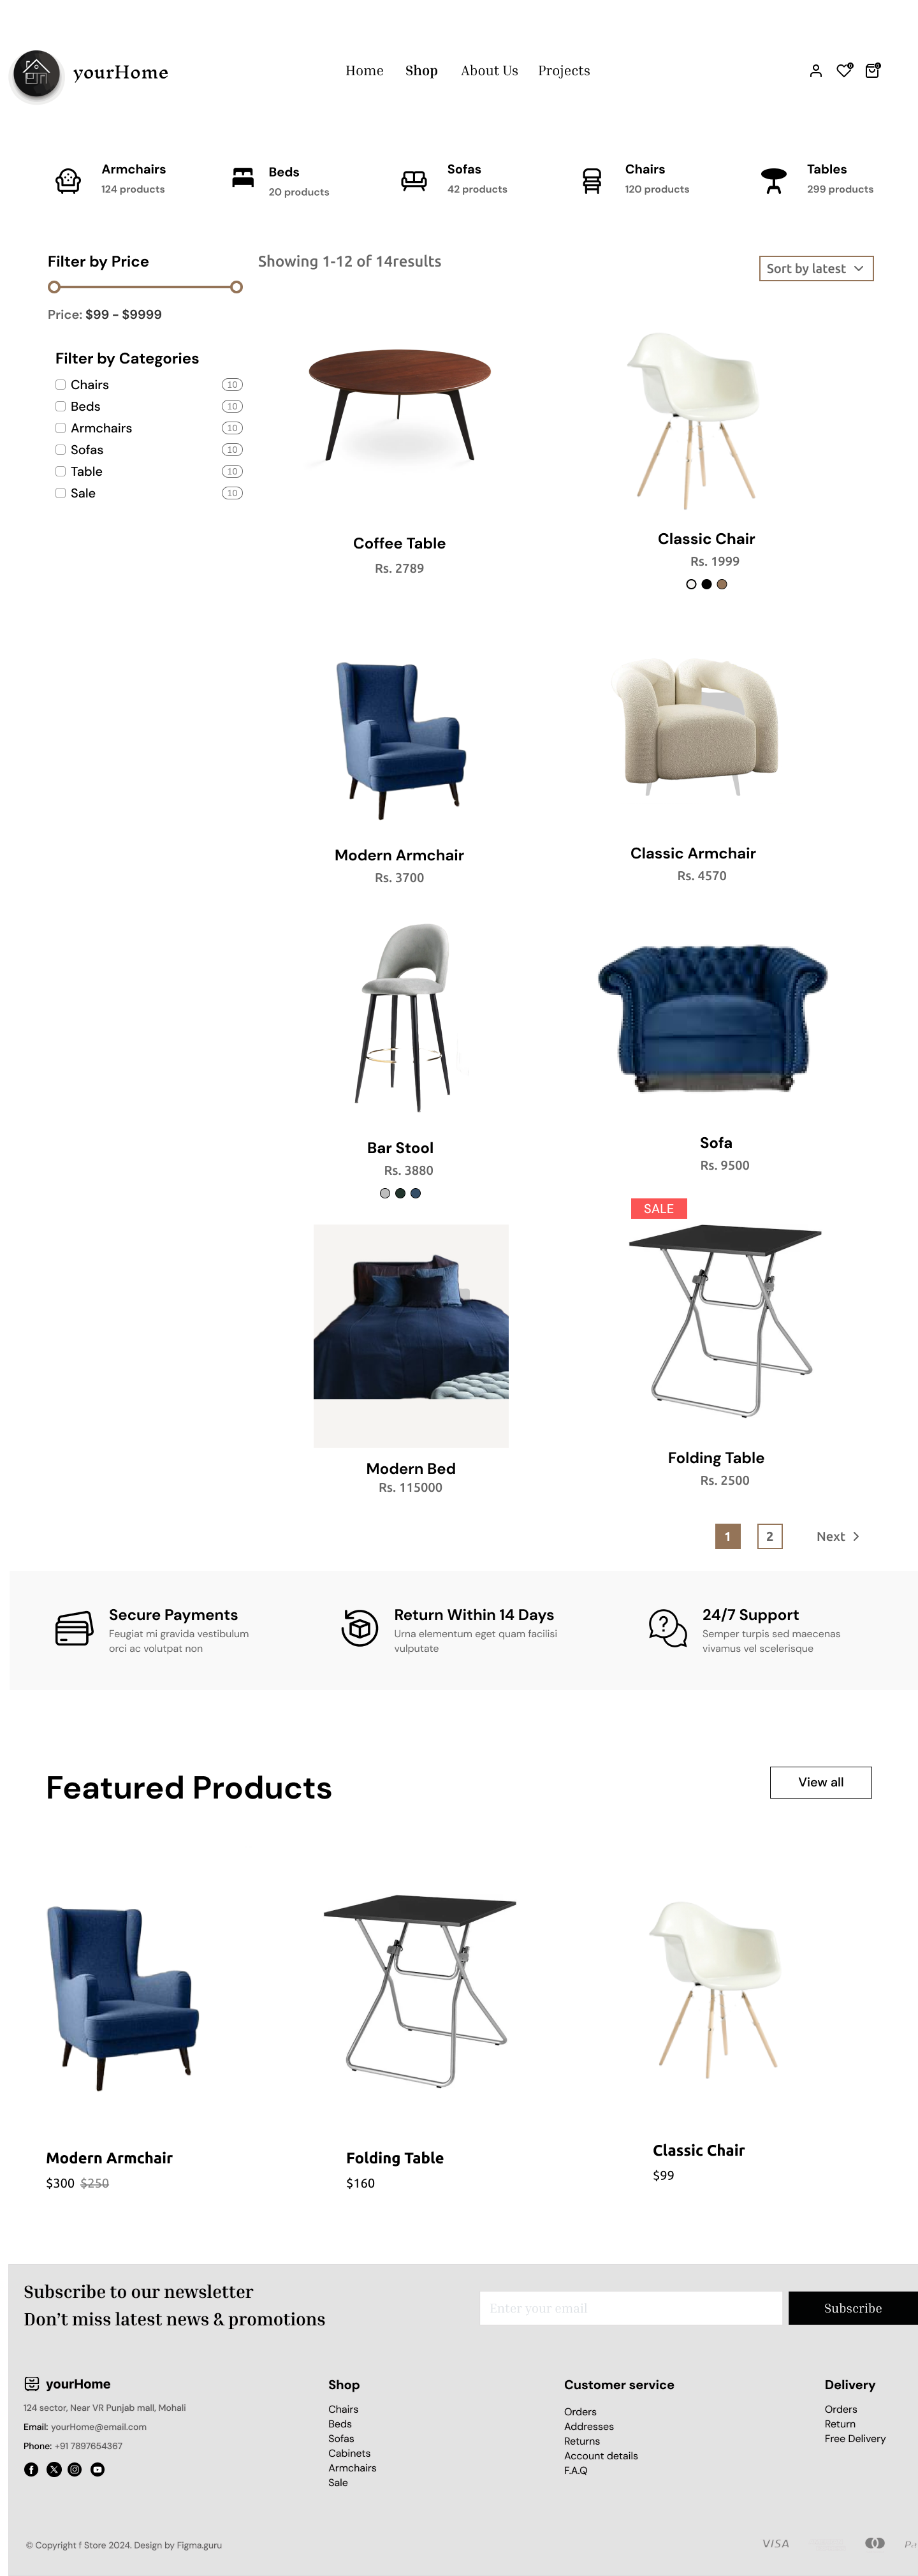 yourHome
Home Shop About Us Projects
Armchairs
124 products
Beds
20 products
Sofas
42 products
Chairs
120 products
Tables
299 products
Filter by Price
Price: $99 - $9999
Filter by Categories
Chairs 10
Beds 10
Armchairs 10
Sofas 10
Table 10
Sale 10
Showing 1-12 of 14results
Sort by latest
Coffee Table
Rs. 2789
Classic Chair
Rs. 1999
Modern Armchair
Rs. 3700
Classic Armchair
Rs. 4570
Bar Stool
Rs. 3880
Sofa
Rs. 9500
Modern Bed
Rs. 115000
SALE
Folding Table
Rs. 2500
1 2 Next
Secure Payments
Feugiat mi gravida vestibulum
orci ac volutpat non
Return Within 14 Days
Urna elementum eget quam facilisi
vulputate
24/7 Support
Semper turpis sed maecenas
vivamus vel scelerisque
Featured Products
View all
Modern Armchair
$300 $250
Folding Table
$160
Classic Chair
$99
Subscribe to our newsletter
Don’t miss latest news & promotions
Enter your email
Subscribe
yourHome
124 sector, Near VR Punjab mall, Mohali
Email: yourHome@email.com
Phone: +91 7897654367
Shop
Chairs
Beds
Sofas
Cabinets
Armchairs
Sale
Customer service
Orders
Addresses
Returns
Account details
F.A.Q
Delivery
Orders
Return
Free Delivery
© Copyright f Store 2024. Design by Figma.guru
VISA